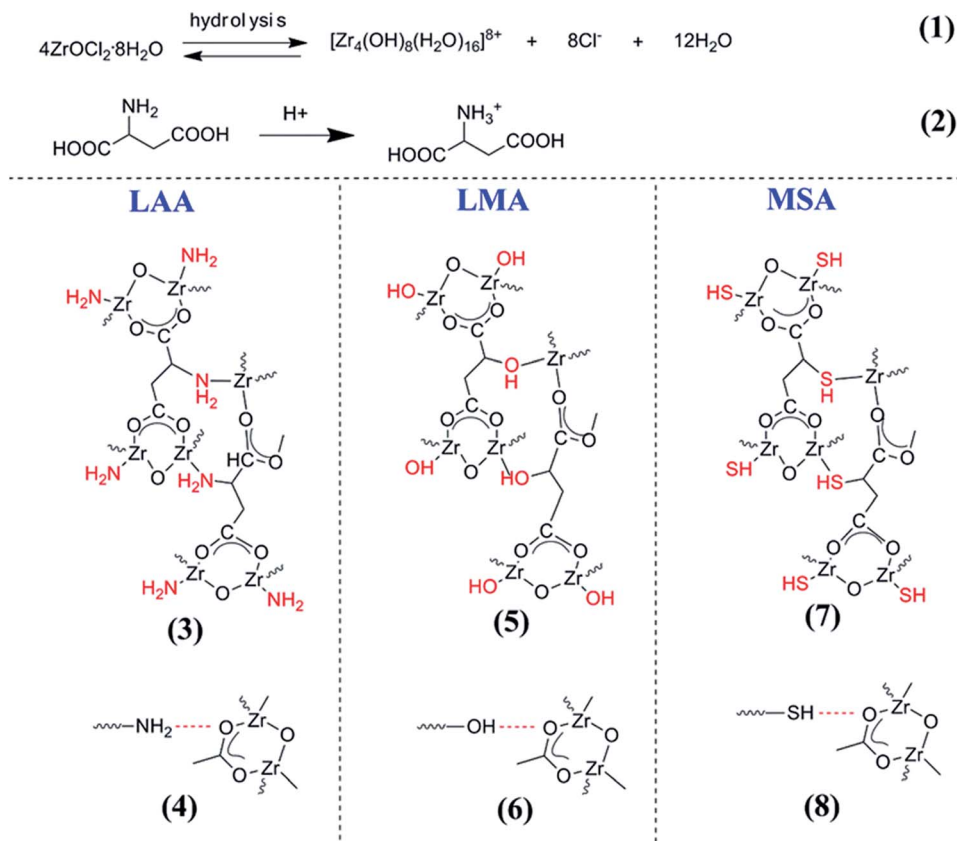 hydrolysis
4ZrOCl₂·8H₂O [Zr₄(OH)₈(H₂O)₁₆]⁸⁺ + 8Cl⁻ + 12H₂O (1)
NH₂ H+ NH₃⁺
HOOC COOH HOOC COOH (2)
LAA LMA MSA
NH₂ OH SH
O O O
H₂N Zr Zr HO Zr Zr HS Zr Zr
O O O O O O
C C C
Zr Zr Zr
N O S
H₂ H H
O O O
C C C
O O O O O O
Zr Zr HC O Zr Zr C O Zr Zr C O
H₂N O H₂N OH O HO SH O HS
C C C
O O O O O O
Zr Zr Zr Zr Zr Zr
H₂N O NH₂ HO O OH HS O SH
(3) (5) (7)
NH₂ O Zr O OH O Zr O SH O Zr O
O Zr O Zr O Zr
(4) (6) (8)